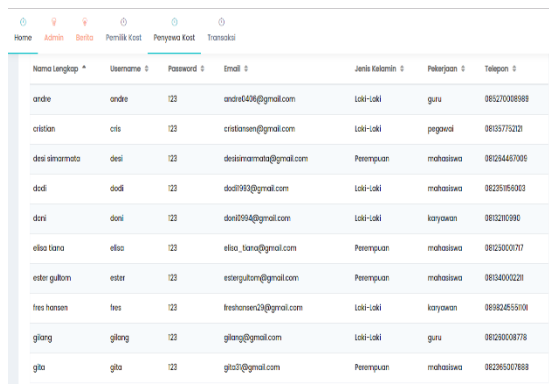 Home Admin Berita Pemilik Kost Penyewa Kost Transaksi
Nama Lengkap Username Password Email Jenis Kelamin Pekerjaan Telepon
andre andre 123 andre0406@gmail.com Laki-Laki guru 085270008989
cristian cris 123 cristiansen@gmail.com Laki-Laki pegawai 081357752121
desi simarmata desi 123 desisimarmata@gmail.com Perempuan mahasiswa 081264467009
dodi dodi 123 dodi1993@gmail.com Laki-Laki mahasiswa 082351156003
doni doni 123 doni0994@gmail.com Laki-Laki karyawan 08132110990
elisa tiana elisa 123 elisa_tiana@gmail.com Perempuan mahasiswa 081250001717
ester gultom ester 123 estergultom@gmail.com Perempuan mahasiswa 081340002211
fres hansen fres 123 freshansen29@gmail.com Laki-Laki karyawan 0898245551101
gilang gilang 123 gilang@gmail.com Laki-Laki guru 081260008778
gita gita 123 gita31@gmail.com Perempuan mahasiswa 082365007888